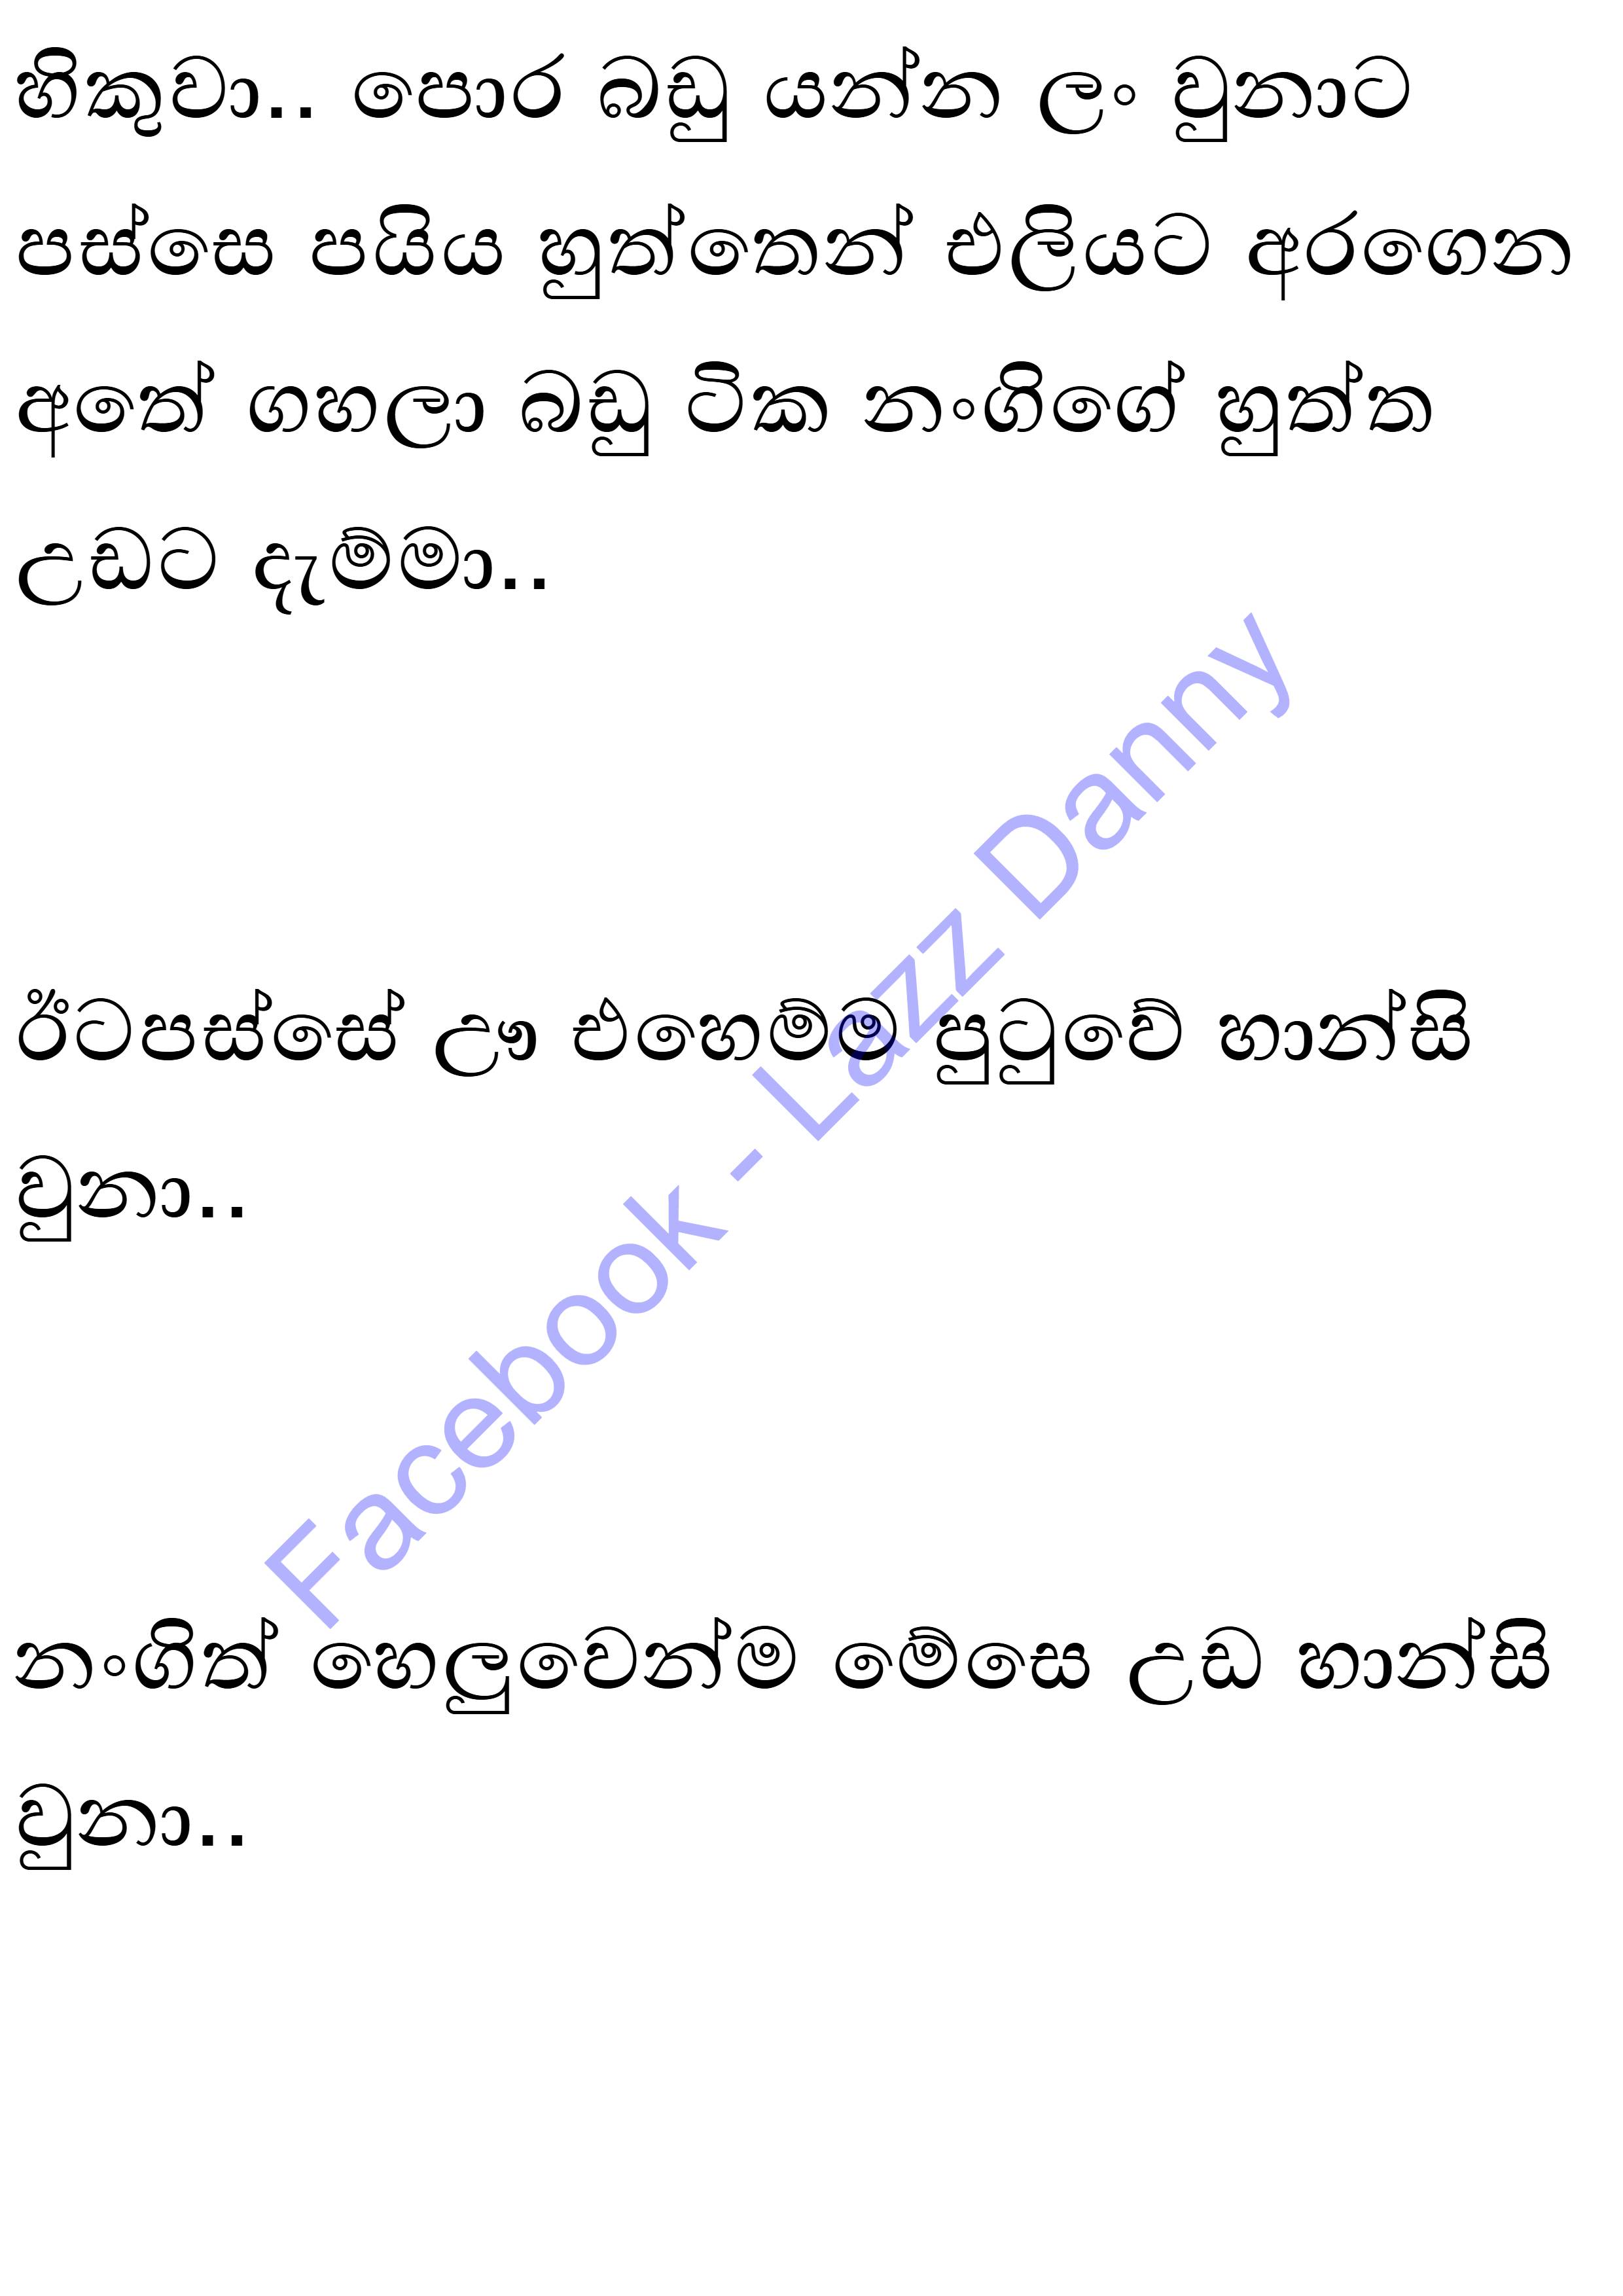 හිකුවා.. පොර බඩු යන්න ලං වුනාට
පස්සෙ පයිය හුත්තෙන් එලියට අරගෙන
අතේ ගහලා බඩු ටික නංගිගේ හුත්ත
උඩට දැම්මා..
ඊටපස්සේ ඌ එහෙම්ම පුටුවේ හාන්සි
වුනා..
නංගිත් හෙලුවෙන්ම මේසෙ උඩ හාන්සි
වුනා..
Facebook - Lazz Danny